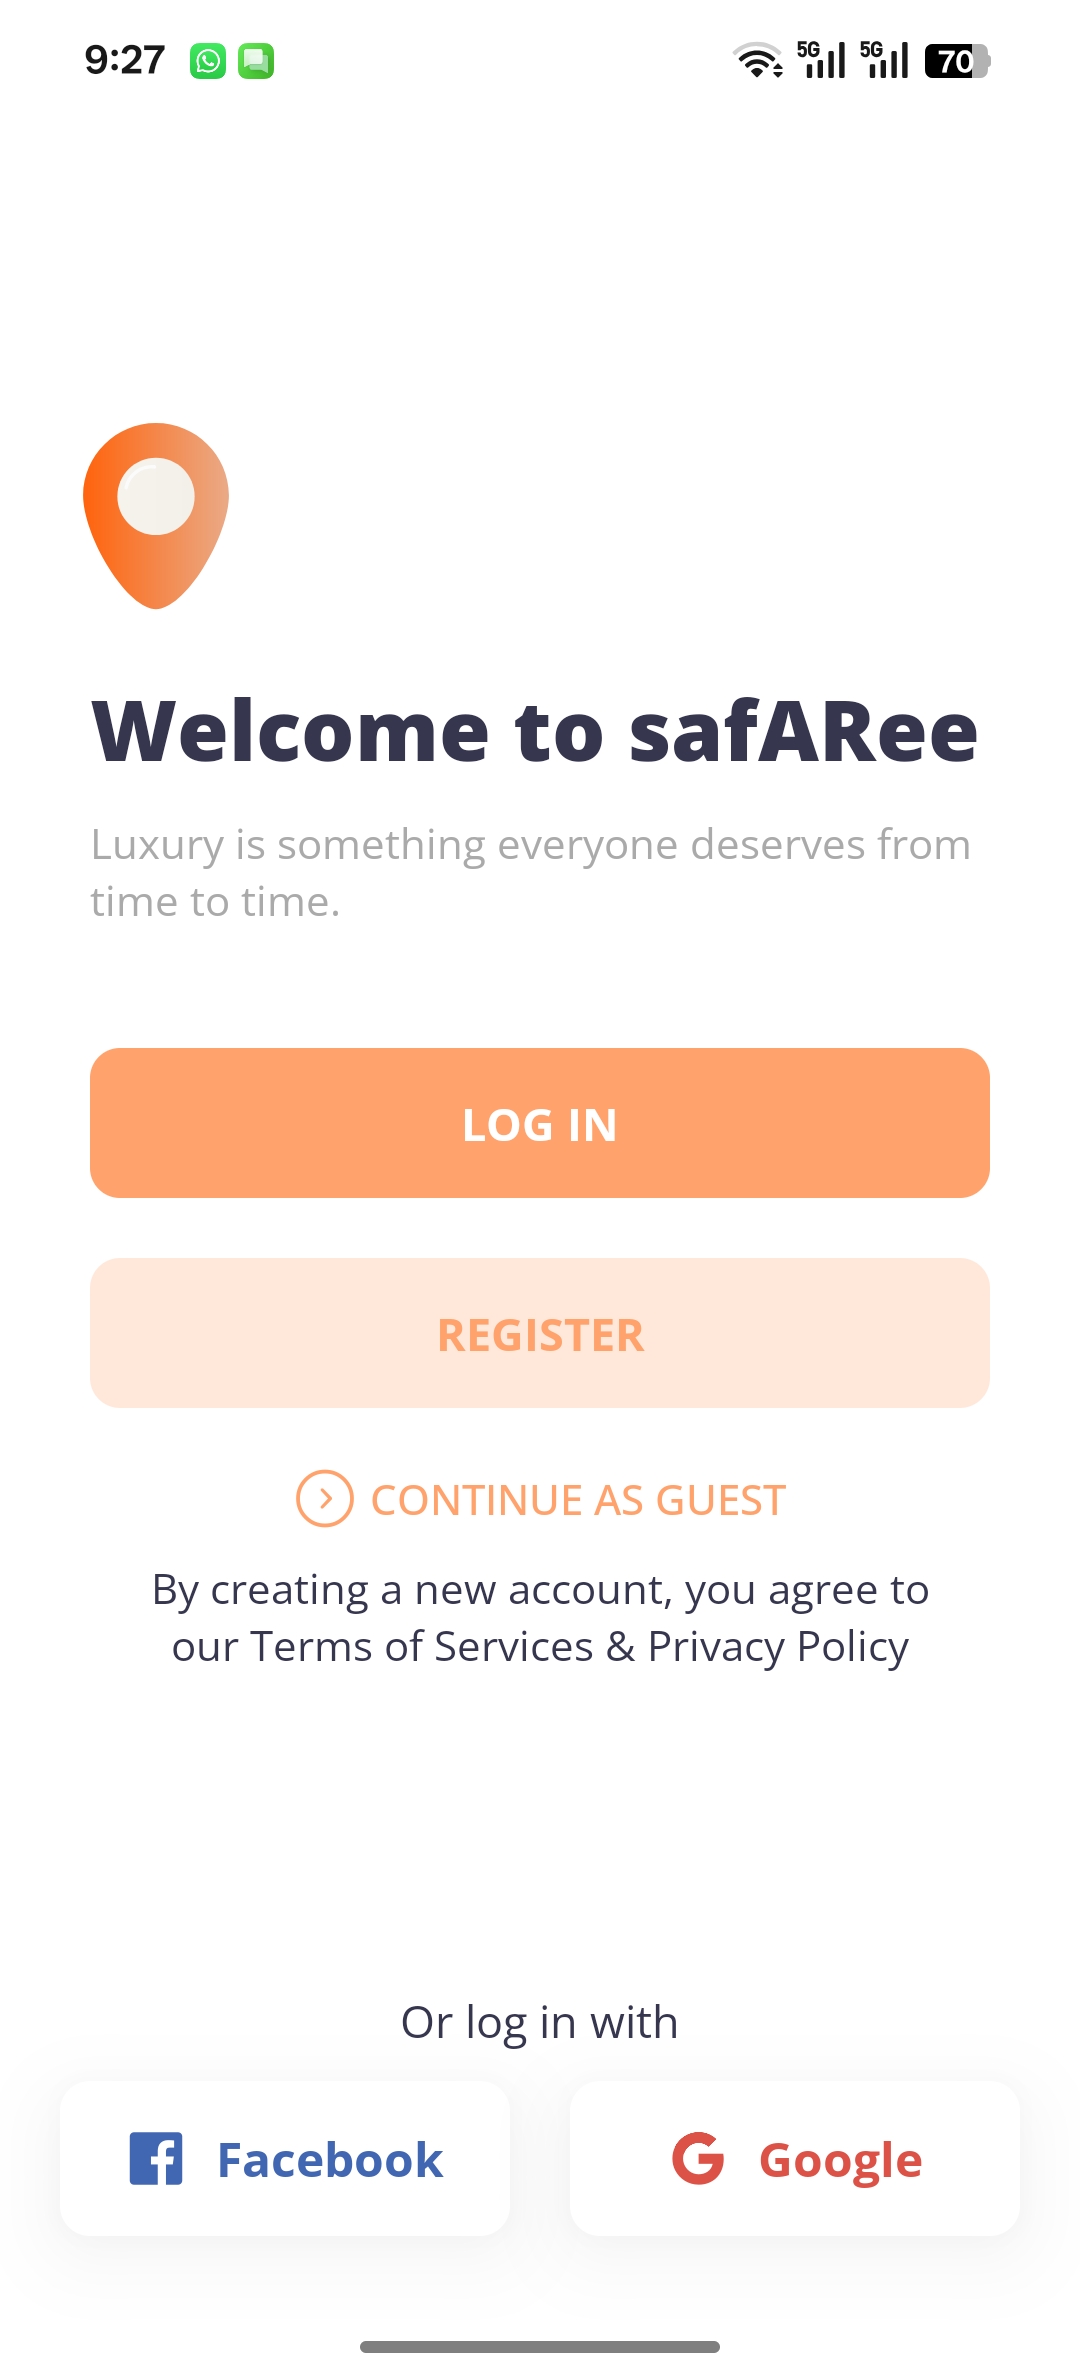 9:27
5G 5G 70
Welcome to safARee
Luxury is something everyone deserves from
time to time.
LOG IN
REGISTER
CONTINUE AS GUEST
By creating a new account, you agree to
our Terms of Services & Privacy Policy
Or log in with
Facebook
Google